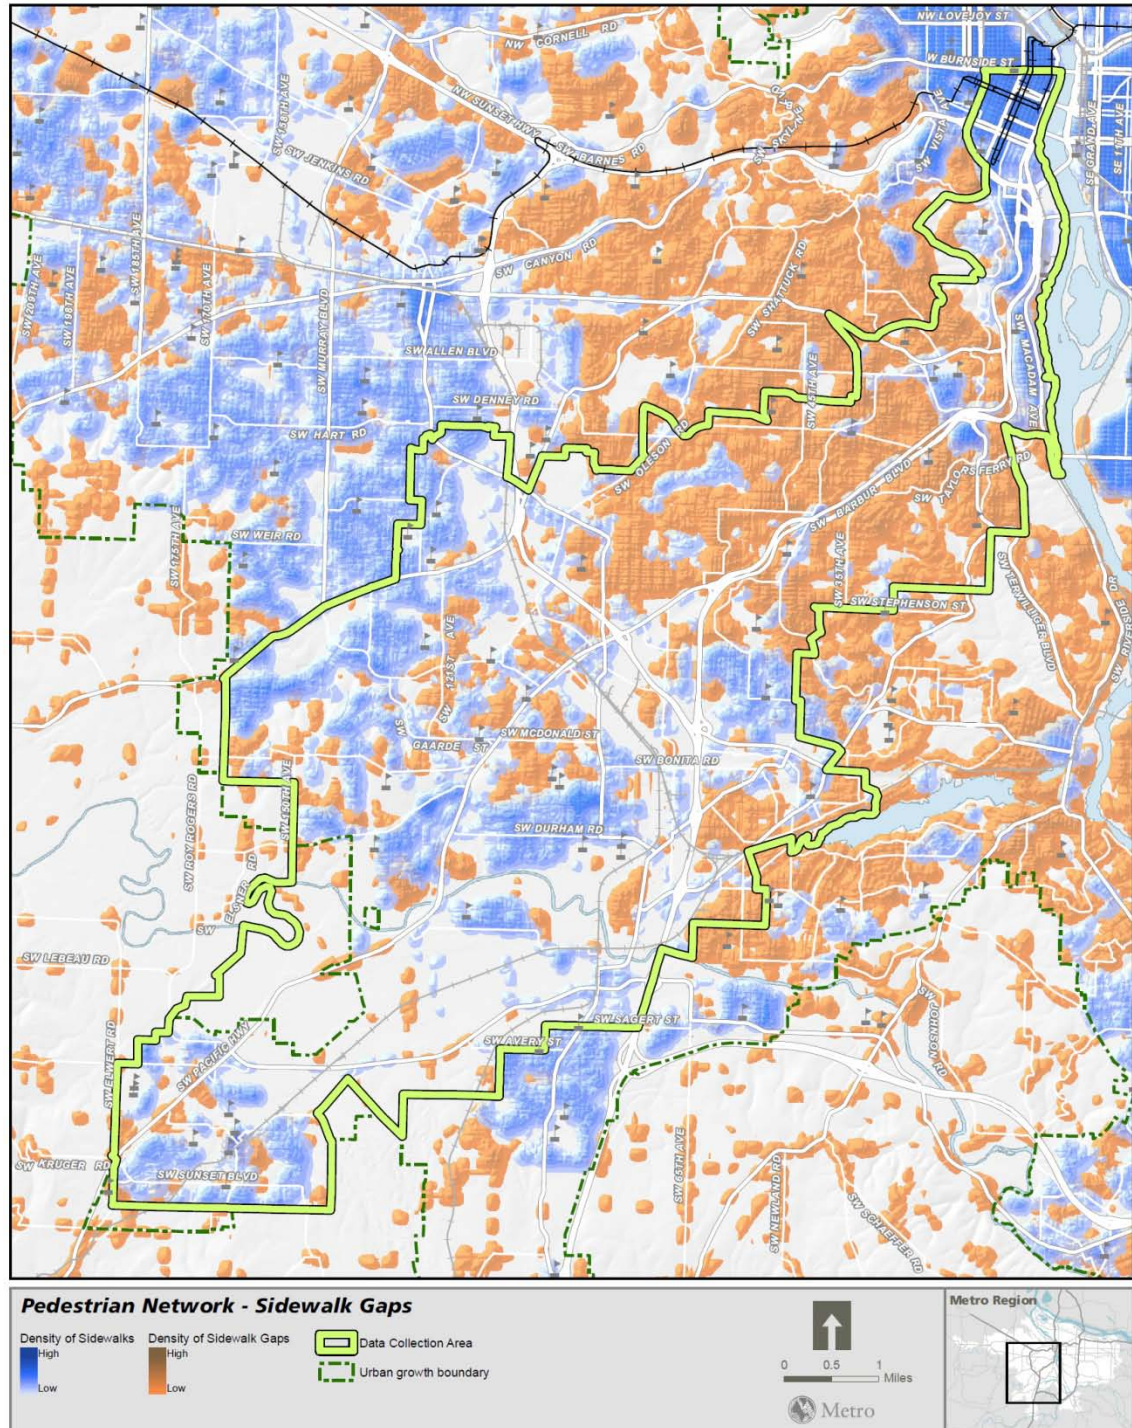 NW LOVEJOY ST
NW CORNELL RD
W BURNSIDE ST
SW 158TH AVE
NW SUNSET HWY
SW SKYLINE BLVD
SW VISTA AVE
SE GRAND AVE
SE 11TH AVE
SW JENKINS RD
SW BARNES RD
SW CANYON RD
SW 209TH AVE
SW 198TH AVE
SW 185TH AVE
SW 170TH AVE
SW MURRAY BLVD
SW SHATTUCK RD
SW ALLEN BLVD
SW 45TH AVE
SW MACADAM AVE
SW DENNEY RD
SW HART RD
SW OLESON RD
SW TAYLORS FERRY RD
SW BARBUR BLVD
SW 175TH AVE
SW WEIR RD
SW 35TH AVE
SW STEPHENSON ST
SW TERWILLIGER BLVD
SW RIVERSIDE DR
SW 121ST AVE
SW GAARDE ST
SW MCDONALD ST
SW BONITA RD
SW ROY ROGERS RD
SW 150TH AVE
SW DURHAM RD
SW ELSNER RD
SW LEBEAU RD
SW JOHNSON RD
SW SAGERT ST
SW PACIFIC HWY
SW AVERY ST
SW ELWERT RD
SW KRUGER RD
SW SUNSET BLVD
SW 65TH AVE
SW NEWLAND RD
SW SCHAEFFER RD
Pedestrian Network - Sidewalk Gaps
Density of Sidewalks
High
Low
Density of Sidewalk Gaps
High
Low
Data Collection Area
Urban growth boundary
0 0.5 1
Miles
Metro
Metro Region